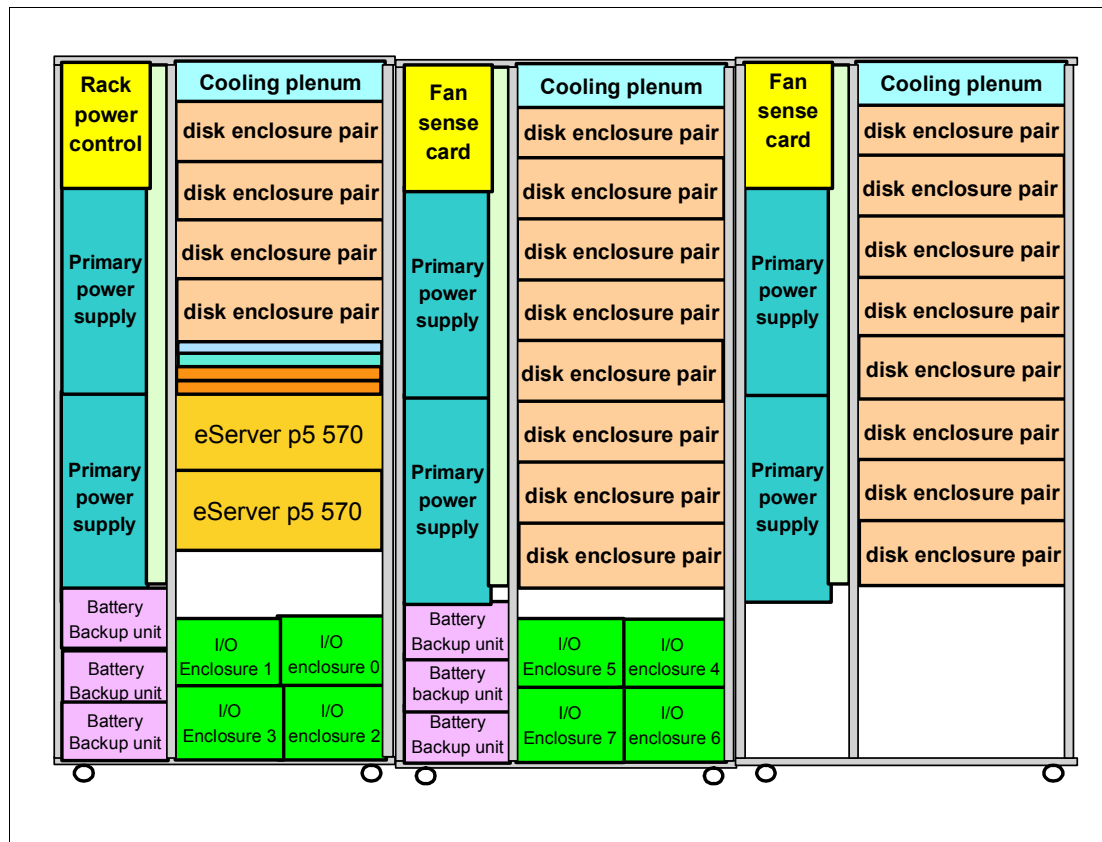 Rack
power
control
Primary
power
supply
Primary
power
supply
Battery
Backup unit
Battery
Backup unit
Battery
Backup unit
Cooling plenum
disk enclosure pair
disk enclosure pair
disk enclosure pair
disk enclosure pair
eServer p5 570
eServer p5 570
I/O
Enclosure 1
I/O
enclosure 0
I/O
Enclosure 3
I/O
enclosure 2
Fan
sense
card
Primary
power
supply
Primary
power
supply
Battery
Backup unit
Battery
backup unit
Battery
Backup unit
Cooling plenum
disk enclosure pair
disk enclosure pair
disk enclosure pair
disk enclosure pair
disk enclosure pair
disk enclosure pair
disk enclosure pair
disk enclosure pair
I/O
Enclosure 5
I/O
enclosure 4
I/O
Enclosure 7
I/O
enclosure 6
Fan
sense
card
Primary
power
supply
Primary
power
supply
Cooling plenum
disk enclosure pair
disk enclosure pair
disk enclosure pair
disk enclosure pair
disk enclosure pair
disk enclosure pair
disk enclosure pair
disk enclosure pair